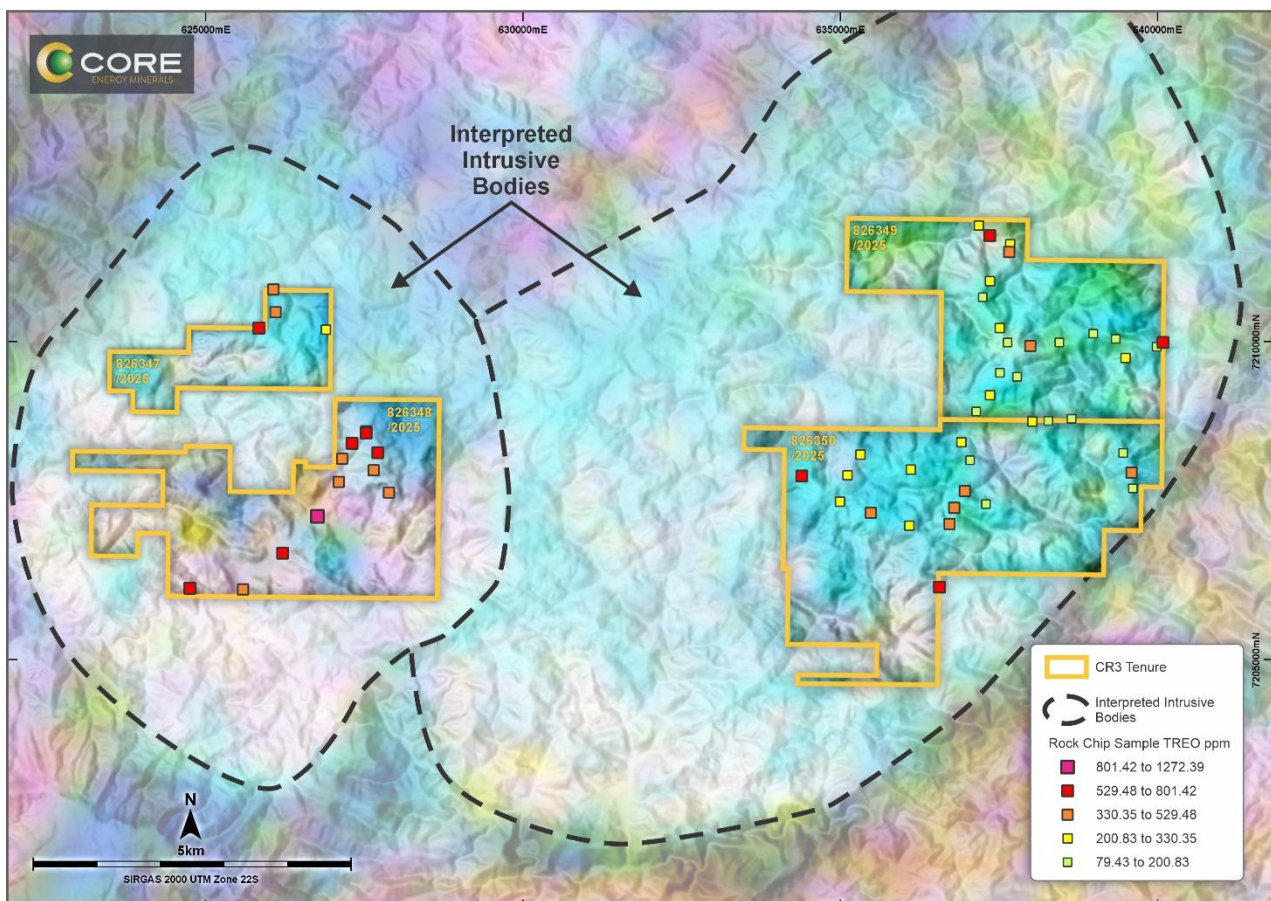 625000mE
630000mE
635000mE
640000mE
CORE
ENERGY MINERALS
Interpreted
Intrusive
Bodies
826349
/2025
7210000mN
826347
/2025
826348
/2025
826350
/2025
7205000mN
N
5km
SIRGAS 2000 UTM Zone 22S
CR3 Tenure
Interpreted Intrusive
Bodies
Rock Chip Sample TREO ppm
801.42 to 1272.39
529.48 to 801.42
330.35 to 529.48
200.83 to 330.35
79.43 to 200.83